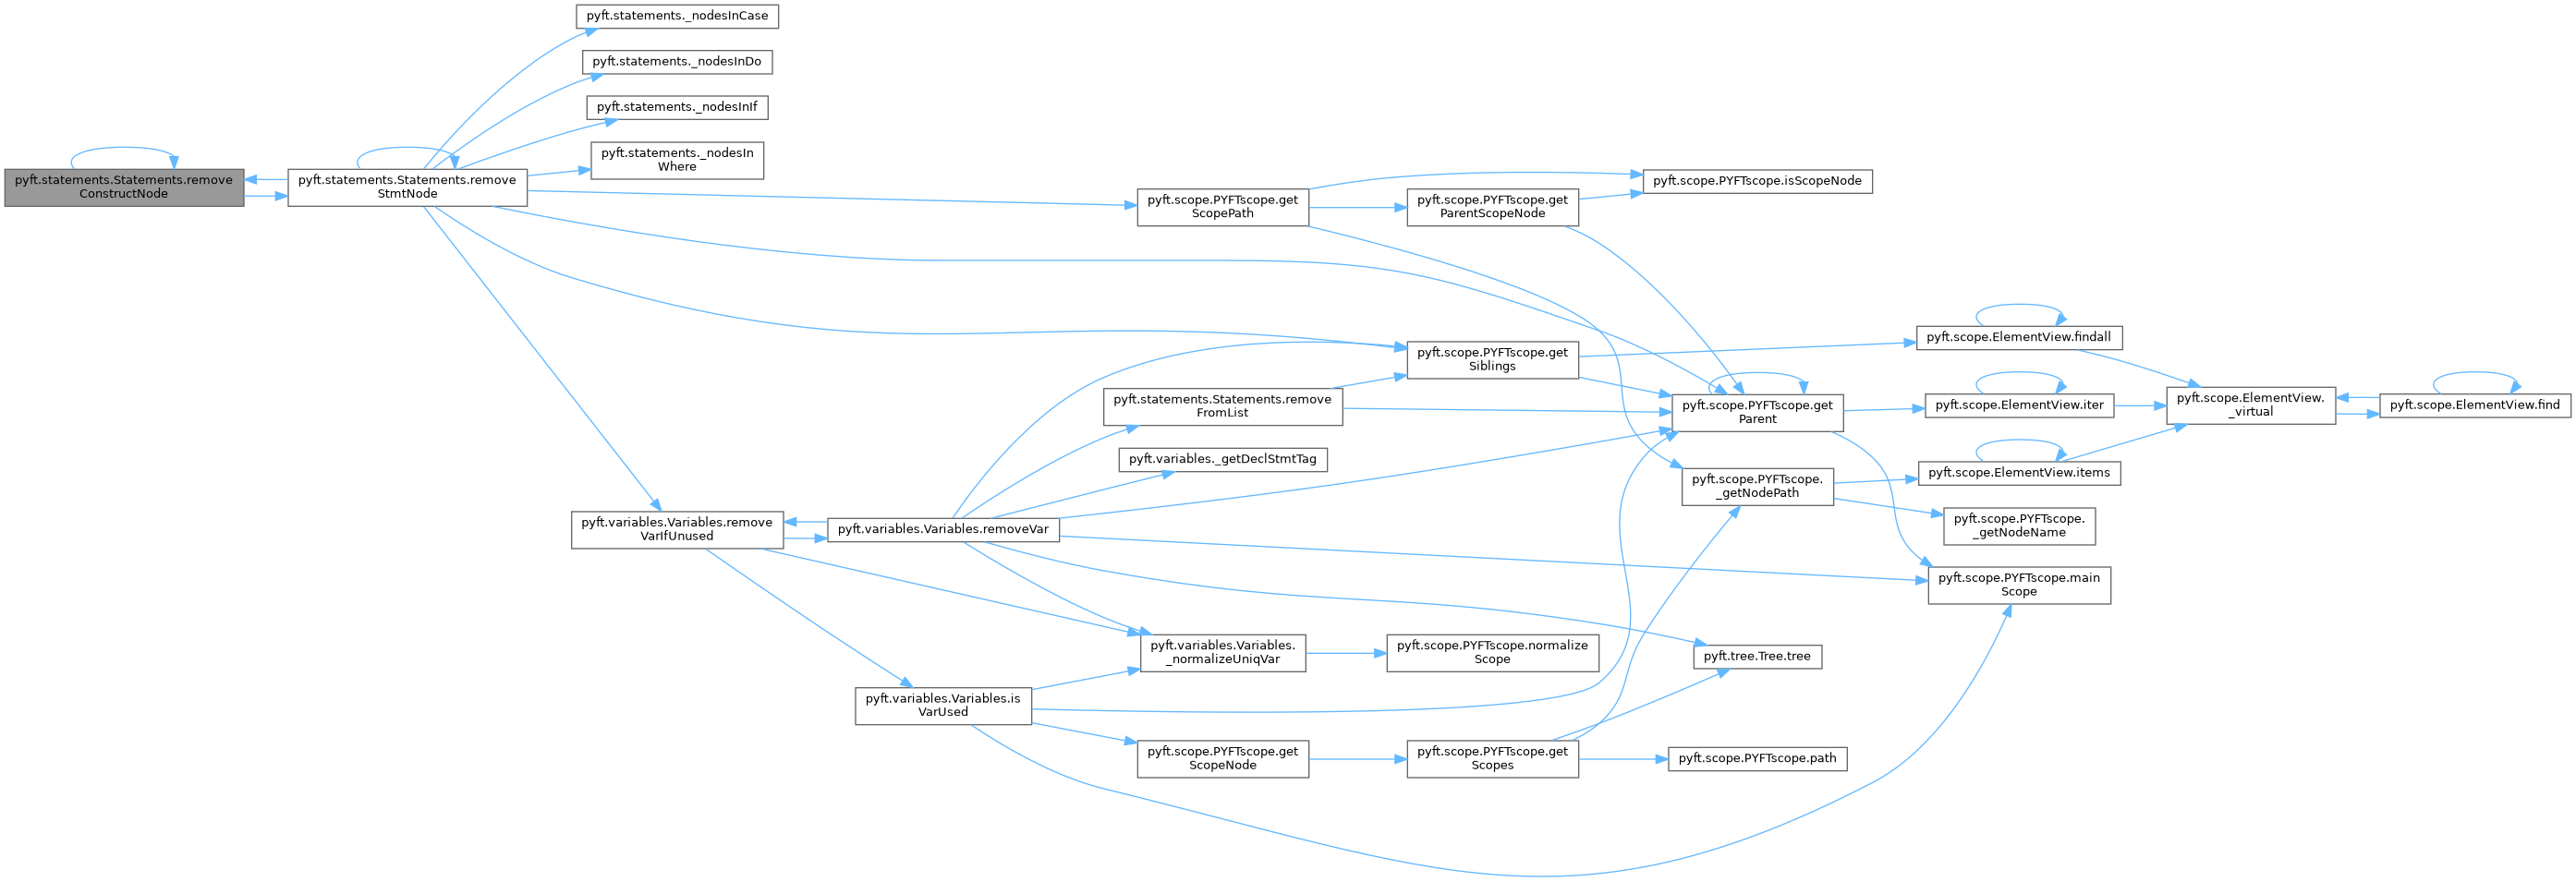 pyft.statements._nodesInCase
pyft.statements._nodesInDo
pyft.statements._nodesInIf
pyft.statements._nodesIn
Where
pyft.statements.Statements.remove
ConstructNode
pyft.statements.Statements.remove
StmtNode
pyft.scope.PYFTscope.get
ScopePath
pyft.scope.PYFTscope.get
ParentScopeNode
pyft.scope.PYFTscope.isScopeNode
pyft.scope.PYFTscope.get
Siblings
pyft.scope.ElementView.findall
pyft.statements.Statements.remove
FromList
pyft.scope.PYFTscope.get
Parent
pyft.scope.ElementView.iter
pyft.scope.ElementView.
_virtual
pyft.scope.ElementView.find
pyft.variables._getDeclStmtTag
pyft.scope.PYFTscope.
_getNodePath
pyft.scope.ElementView.items
pyft.variables.Variables.remove
VarIfUnused
pyft.variables.Variables.removeVar
pyft.scope.PYFTscope.
_getNodeName
pyft.scope.PYFTscope.main
Scope
pyft.variables.Variables.
_normalizeUniqVar
pyft.scope.PYFTscope.normalize
Scope
pyft.tree.Tree.tree
pyft.variables.Variables.is
VarUsed
pyft.scope.PYFTscope.get
ScopeNode
pyft.scope.PYFTscope.get
Scopes
pyft.scope.PYFTscope.path